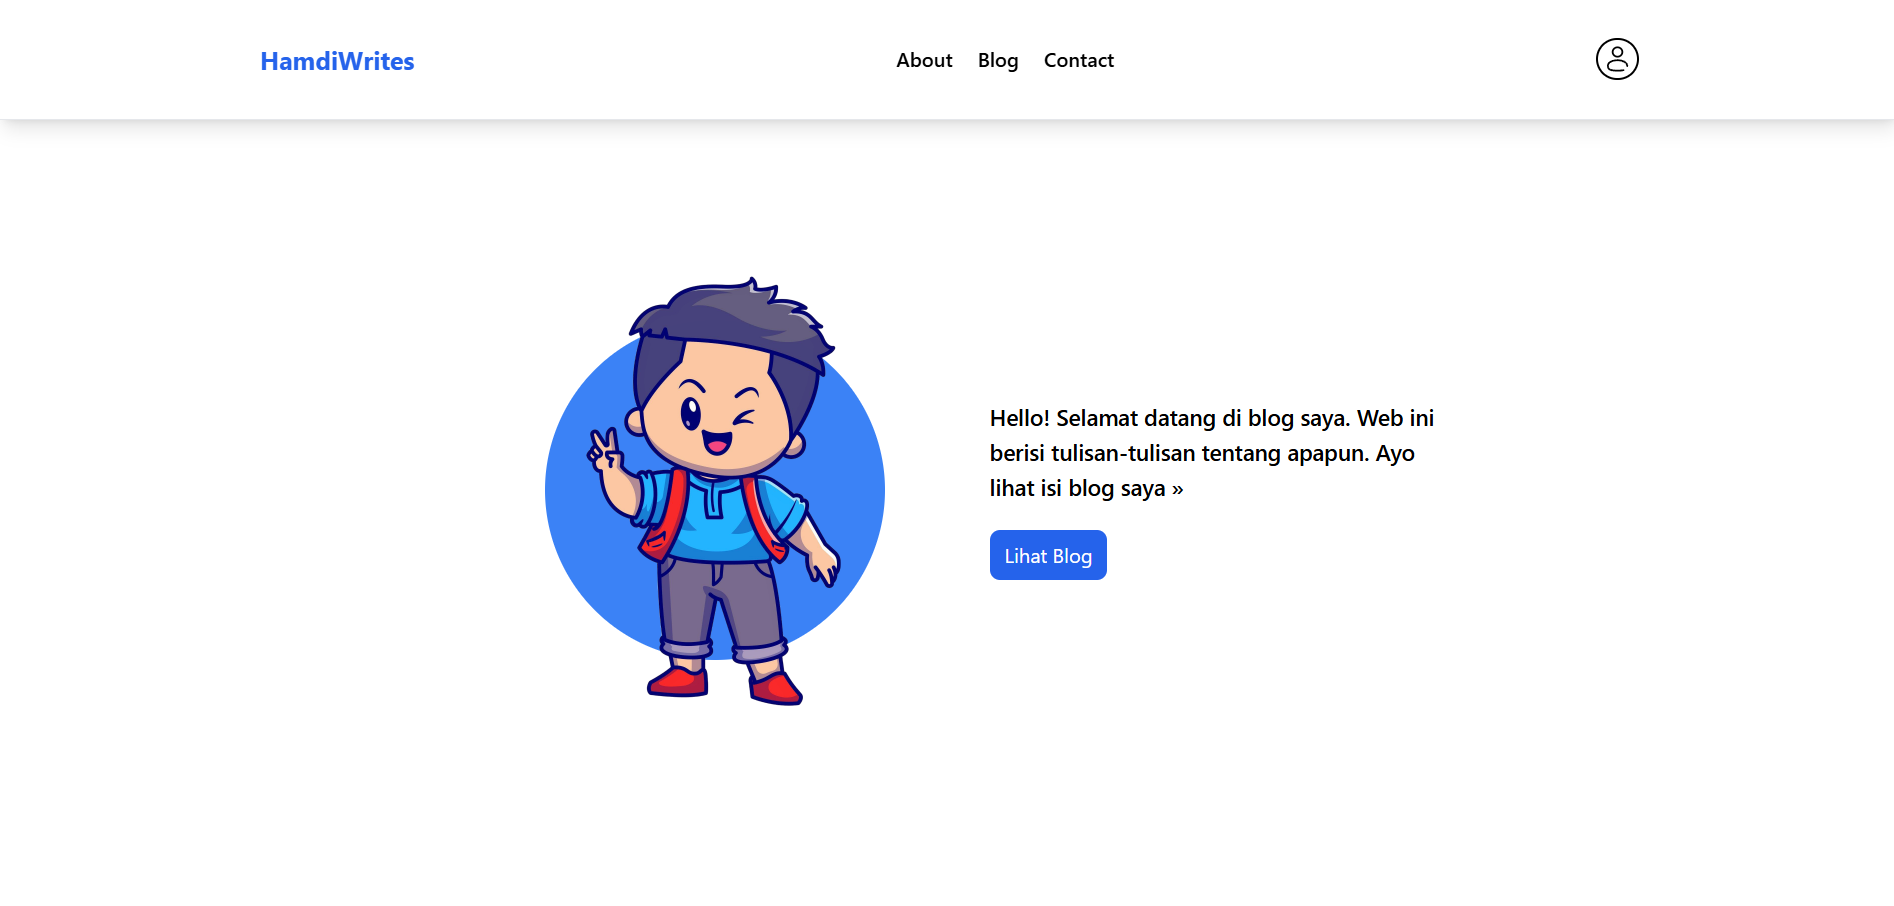 HamdiWrites
About Blog Contact
Hello! Selamat datang di blog saya. Web ini
berisi tulisan-tulisan tentang apapun. Ayo
lihat isi blog saya »
Lihat Blog